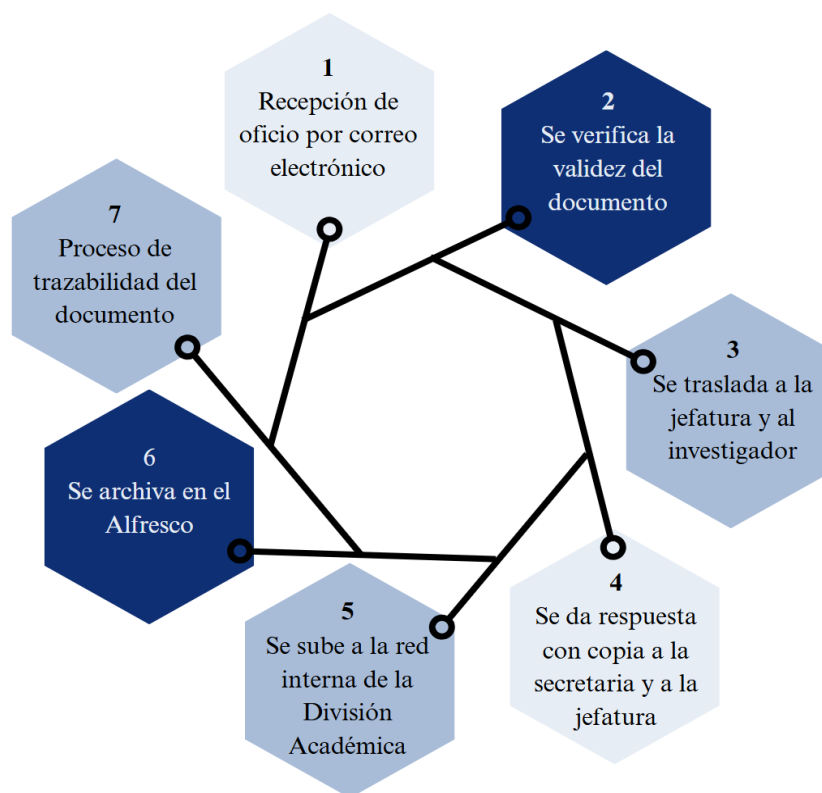 1
Recepción de
oficio por correo
electrónico
2
Se verifica la
validez del
documento
3
Se traslada a la
jefatura y al
investigador
4
Se da respuesta
con copia a la
secretaria y a la
jefatura
5
Se sube a la red
interna de la
División
Académica
6
Se archiva en el
Alfresco
7
Proceso de
trazabilidad del
documento